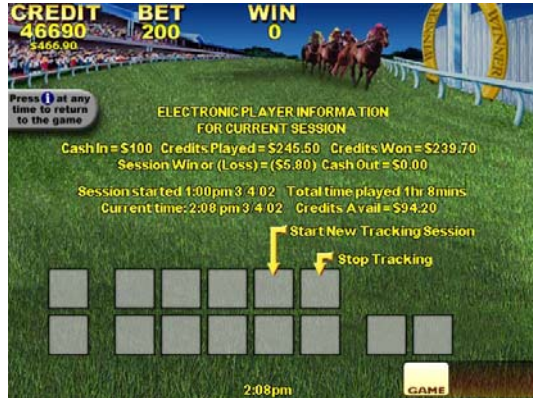 CREDIT BET WIN
46690 200 0
$466.90
WINNER
Press i at any
time to return
to the game
ELECTRONIC PLAYER INFORMATION
FOR CURRENT SESSION
Cash In = $100 Credits Played = $245.50 Credits Won = $239.70
Session Win or (Loss) = ($5.80) Cash Out = $0.00
Session started 1:00pm 3/4/02 Total time played 1hr 8mins
Current time: 2:08 pm 3/4/02 Credits Avail = $94.20
Start New Tracking Session
Stop Tracking
GAME
2:08pm